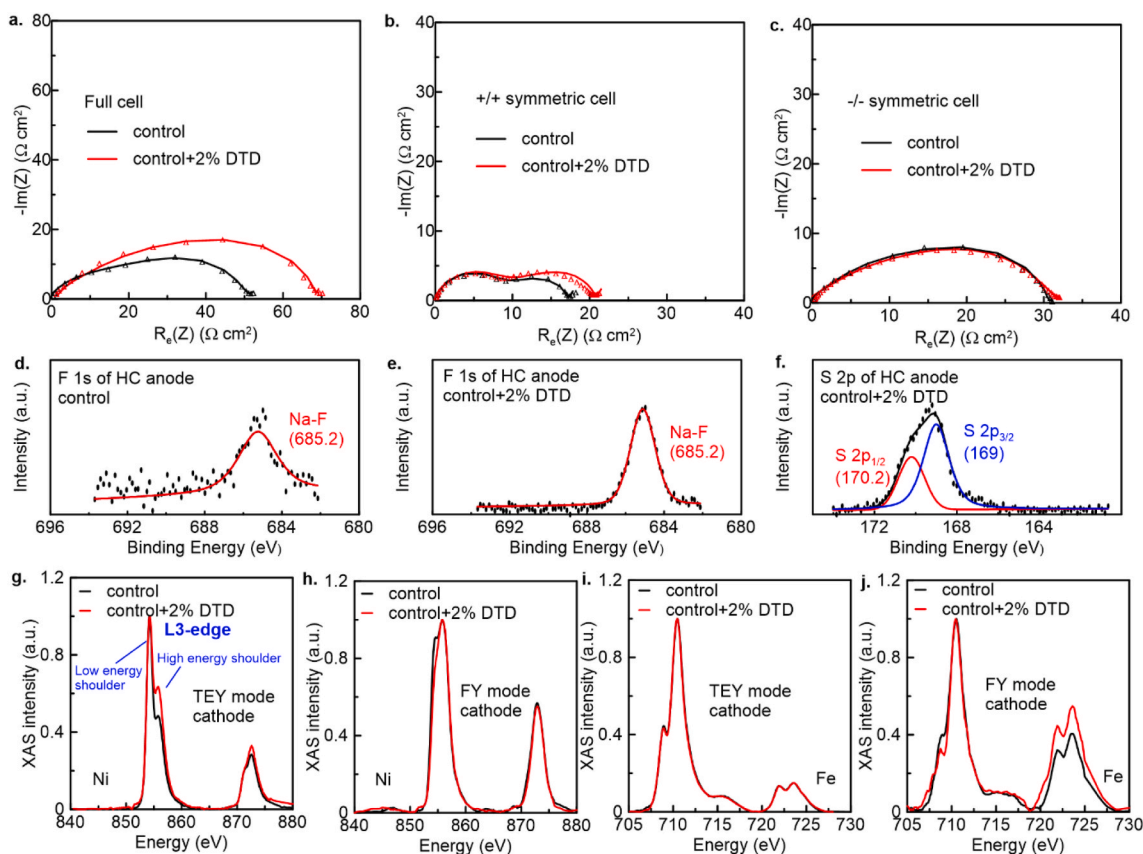 a.
80
60
40
20
0
-Im(Z) (Ω cm²)
Full cell
control
control+2% DTD
0 20 40 60 80
Rₑ(Z) (Ω cm²)
b.
40
30
20
10
0
-Im(Z) (Ω cm²)
+/+ symmetric cell
control
control+2% DTD
0 10 20 30 40
Rₑ(Z) (Ω cm²)
c.
40
30
20
10
0
-Im(Z) (Ω cm²)
-/- symmetric cell
control
control+2% DTD
0 10 20 30 40
Rₑ(Z) (Ω cm²)
d.
Intensity (a.u.)
F 1s of HC anode
control
Na-F
(685.2)
696 692 688 684 680
Binding Energy (eV)
e.
Intensity (a.u.)
F 1s of HC anode
control+2% DTD
Na-F
(685.2)
696 692 688 684 680
Binding Energy (eV)
f.
Intensity (a.u.)
S 2p of HC anode
control+2% DTD
S 2p₃/₂
(169)
S 2p₁/₂
(170.2)
172 168 164
Binding Energy (eV)
g.
1.2
0.8
0.4
0
XAS intensity (a.u.)
control
control+2% DTD
L3-edge
Low energy
shoulder
High energy shoulder
TEY mode
cathode
Ni
840 850 860 870 880
Energy (eV)
h.
1.2
0.8
0.4
0
XAS intensity (a.u.)
control
control+2% DTD
FY mode
cathode
Ni
840 850 860 870 880
Energy (eV)
i.
1.2
0.8
0.4
0
XAS intensity (a.u.)
control
control+2% DTD
TEY mode
cathode
Fe
705 710 715 720 725 730
Energy (eV)
j.
1.2
0.8
0.4
0
XAS intensity (a.u.)
control
control+2% DTD
FY mode
cathode
Fe
705 710 715 720 725 730
Energy (eV)